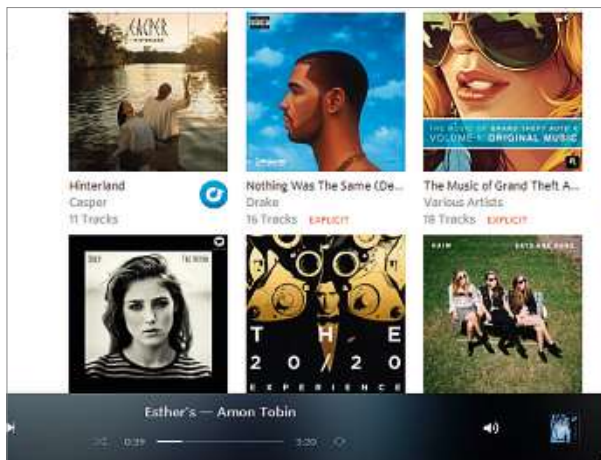 CASPER
HINTERLAND
THE MUSIC OF GRAND THEFT AUTO V
VOLUME 1: ORIGINAL MUSIC
Hinterland
Casper
11 Tracks
Nothing Was The Same (De...
Drake
16 Tracks EXPLICIT
The Music of Grand Theft A...
Various Artists
18 Tracks EXPLICIT
BIRDY
HAIM
DAYS ARE GONE
THE
20/20
EXPERIENCE
Esther's — Amon Tobin
0:39
3:20